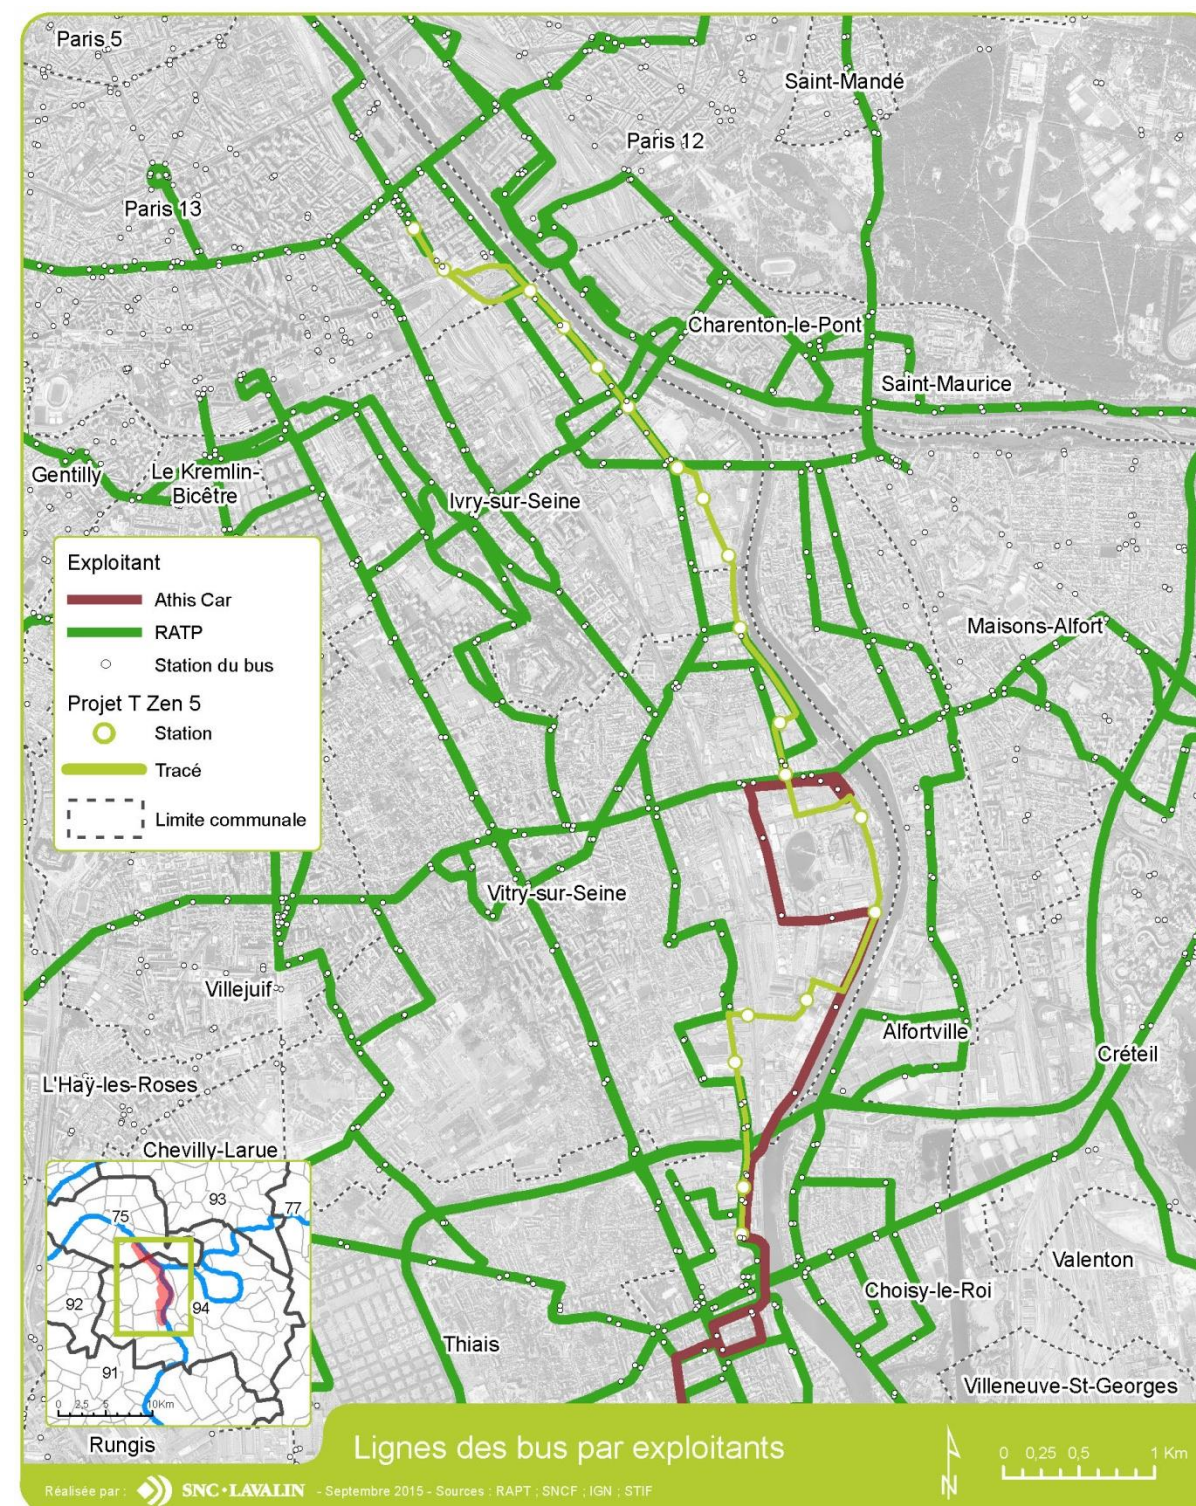 Paris 5
Saint-Mandé
Paris 12
Paris 13
Charenton-le-Pont
Saint-Maurice
Gentilly
Le Kremlin-
Bicêtre
Ivry-sur-Seine
Exploitant
Athis Car
RATP
Station du bus
Projet T Zen 5
Station
Tracé
Limite communale
Maisons-Alfort
Vitry-sur-Seine
Villejuif
Alfortville
Créteil
L'Haÿ-les-Roses
Chevilly-Larue
93
77
75
92
94
91
0 2,5 5 10Km
Valenton
Choisy-le-Roi
Thiais
Villeneuve-St-Georges
Rungis
Lignes des bus par exploitants
N
0 0,25 0,5 1 Km
Réalisée par : SNC·LAVALIN - Septembre 2015 - Sources : RAPT ; SNCF ; IGN ; STIF